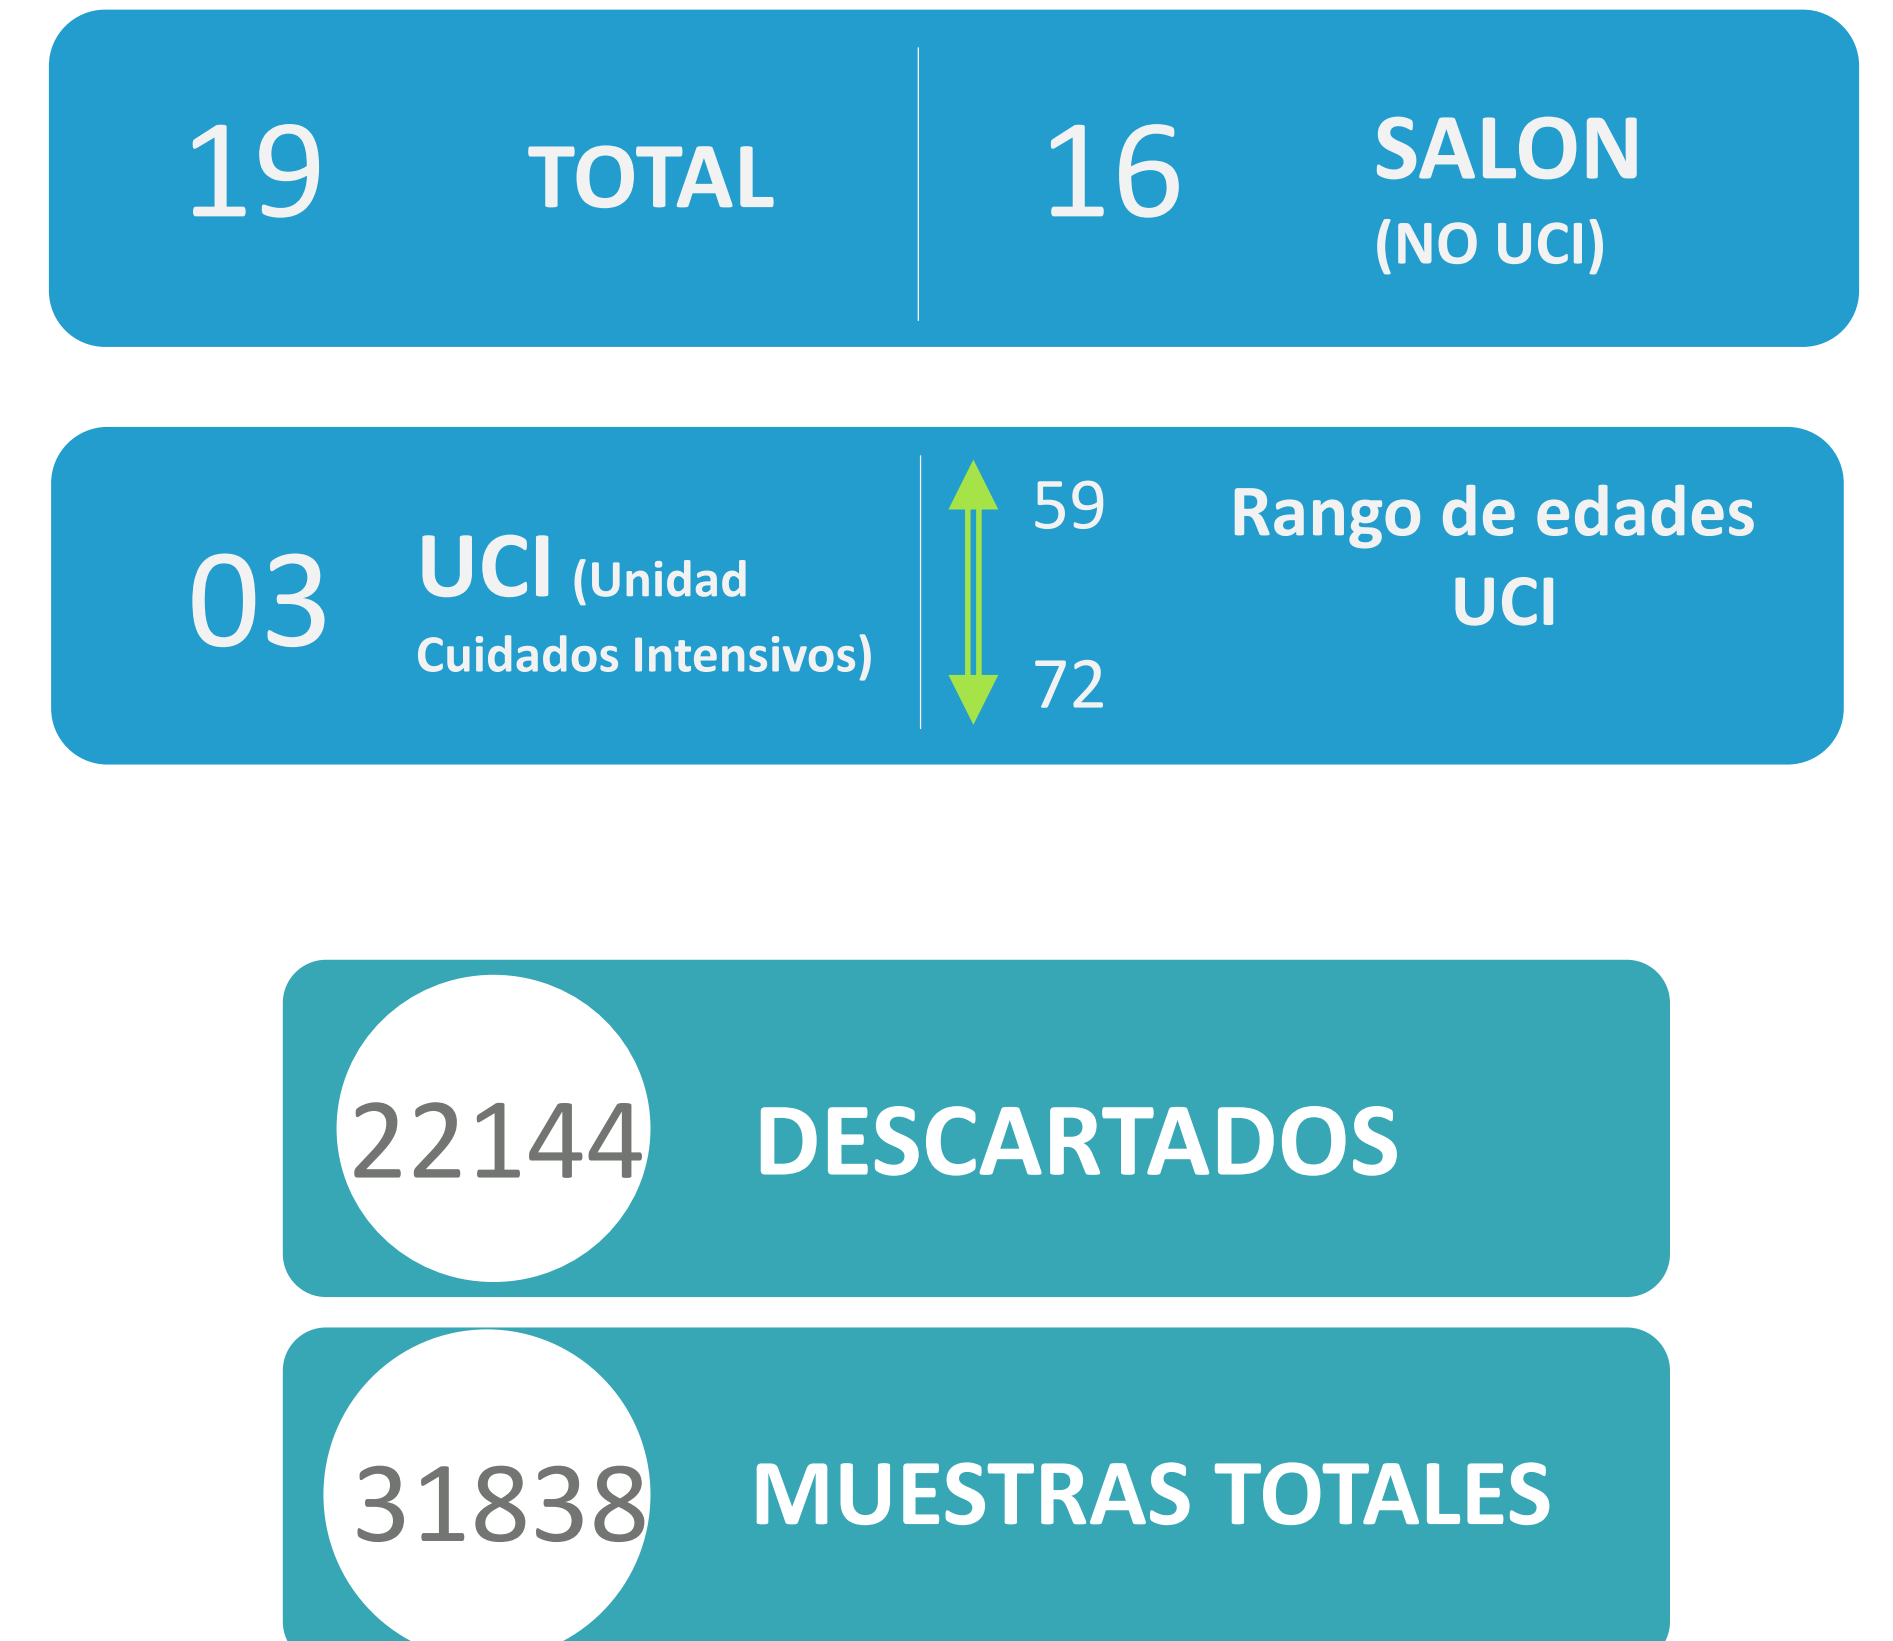 19 TOTAL
16 SALON
(NO UCI)
03 UCI (Unidad
Cuidados Intensivos)
59
72
Rango de edades
UCI
22144 DESCARTADOS
31838 MUESTRAS TOTALES